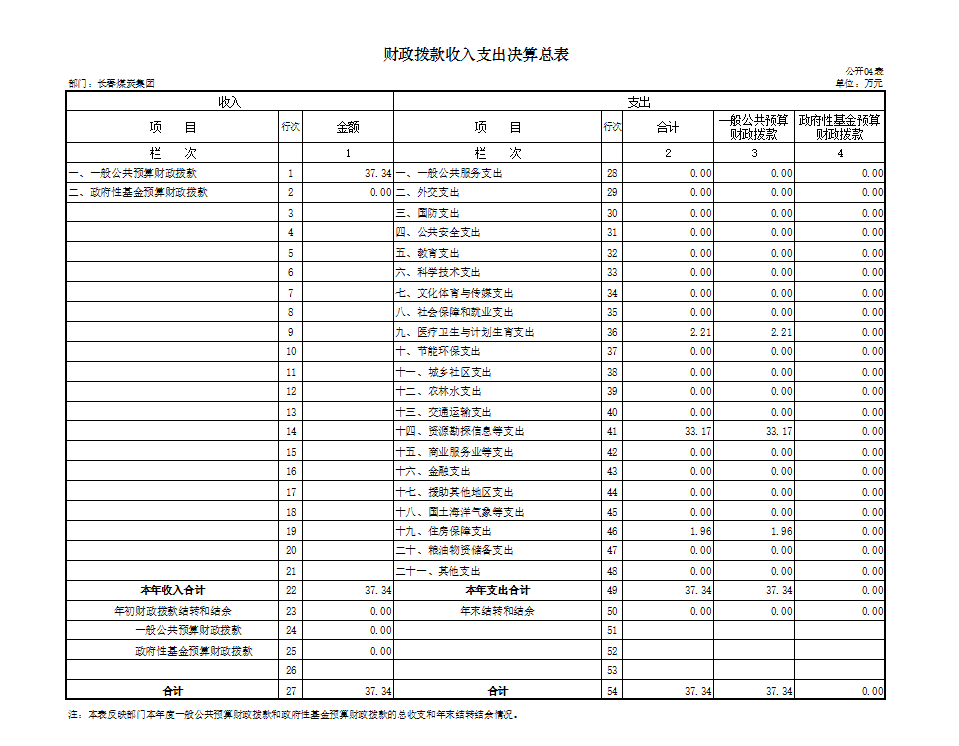 财政拨款收入支出决算总表
公开04表
部门：长春煤炭集团 单位：万元
收入 支出
项 目 行次 金额 项 目 行次 合计 一般公共预算财政拨款 政府性基金预算财政拨款
栏 次 1 栏 次 2 3 4
一、一般公共预算财政拨款 1 37.34 一、一般公共服务支出 28 0.00 0.00 0.00
二、政府性基金预算财政拨款 2 0.00 二、外交支出 29 0.00 0.00 0.00
3 三、国防支出 30 0.00 0.00 0.00
4 四、公共安全支出 31 0.00 0.00 0.00
5 五、教育支出 32 0.00 0.00 0.00
6 六、科学技术支出 33 0.00 0.00 0.00
7 七、文化体育与传媒支出 34 0.00 0.00 0.00
8 八、社会保障和就业支出 35 0.00 0.00 0.00
9 九、医疗卫生与计划生育支出 36 2.21 2.21 0.00
10 十、节能环保支出 37 0.00 0.00 0.00
11 十一、城乡社区支出 38 0.00 0.00 0.00
12 十二、农林水支出 39 0.00 0.00 0.00
13 十三、交通运输支出 40 0.00 0.00 0.00
14 十四、资源勘探信息等支出 41 33.17 33.17 0.00
15 十五、商业服务业等支出 42 0.00 0.00 0.00
16 十六、金融支出 43 0.00 0.00 0.00
17 十七、援助其他地区支出 44 0.00 0.00 0.00
18 十八、国土海洋气象等支出 45 0.00 0.00 0.00
19 十九、住房保障支出 46 1.96 1.96 0.00
20 二十、粮油物资储备支出 47 0.00 0.00 0.00
21 二十一、其他支出 48 0.00 0.00 0.00
本年收入合计 22 37.34 本年支出合计 49 37.34 37.34 0.00
年初财政拨款结转和结余 23 0.00 年末结转和结余 50 0.00 0.00 0.00
一般公共预算财政拨款 24 0.00 51
政府性基金预算财政拨款 25 0.00 52
26 53
合计 27 37.34 合计 54 37.34 37.34 0.00
注：本表反映部门本年度一般公共预算财政拨款和政府性基金预算财政拨款的总收支和年末结转结余情况。